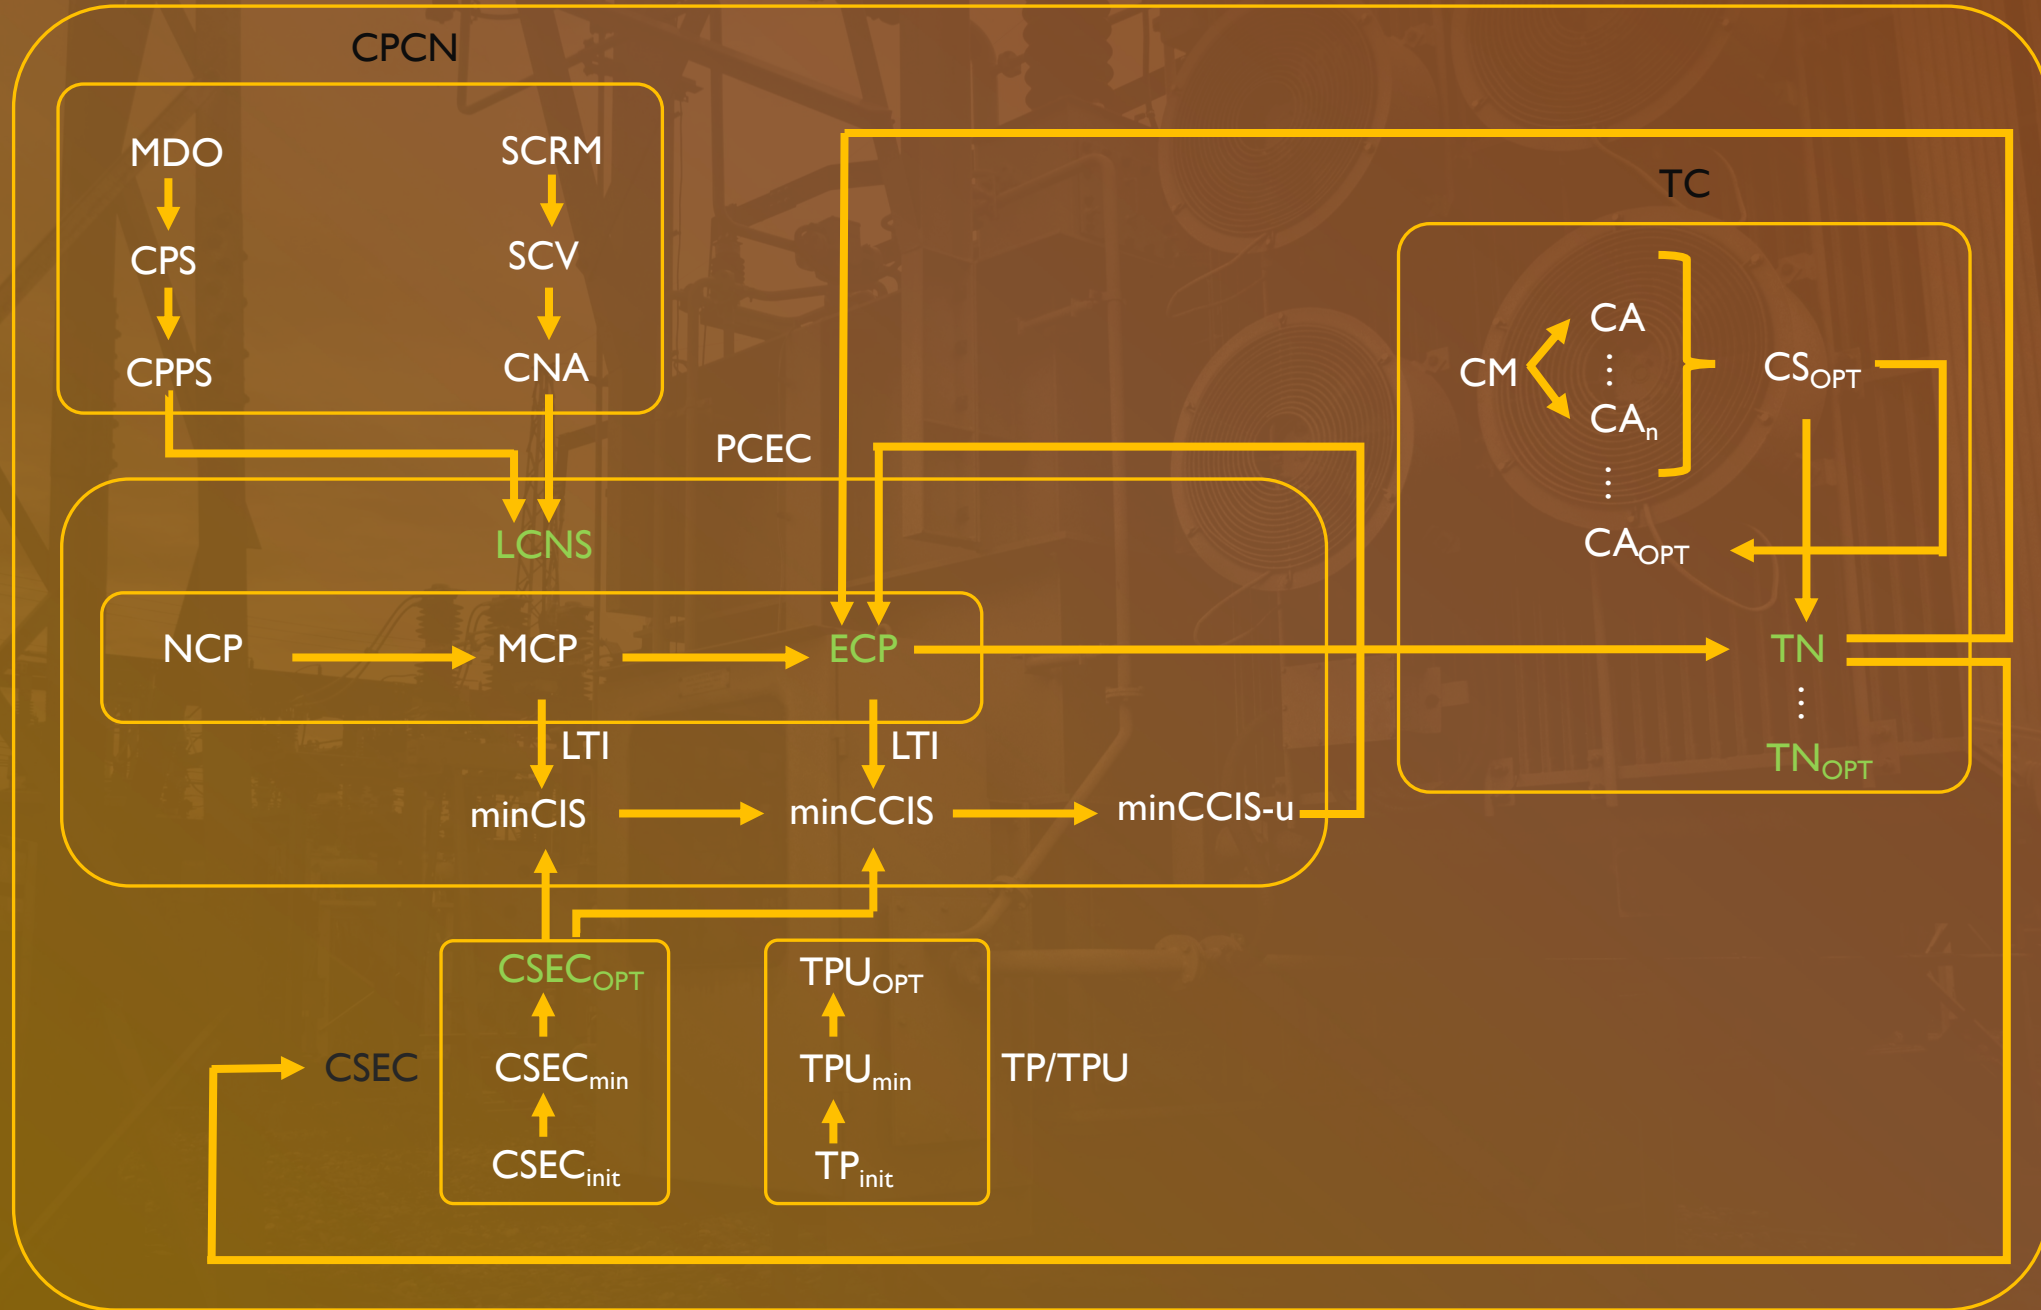 CPCN
MDO
SCRM
CPS
SCV
CPPS
CNA
TC
CA
⋮
CM
CSOPT
CAn
⋮
CAOPT
PCEC
LCNS
NCP
MCP
ECP
TN
⋮
TNOPT
LTI
LTI
minCIS
minCCIS
minCCIS-u
CSECOPT
CSEC
CSECmin
CSECinit
TPUOPT
TPUmin
TP/TPU
TPinit